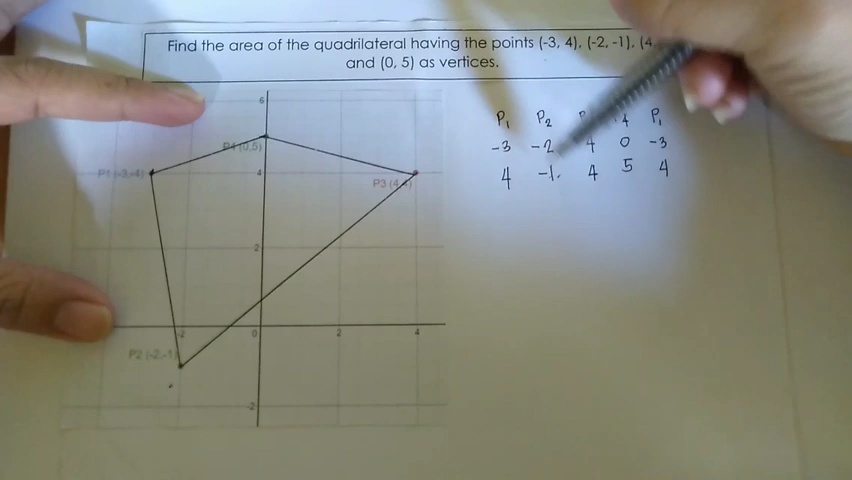 Find the area of the quadrilateral having the points (-3, 4), (-2, -1), (4,
and (0, 5) as vertices.
P1 P2 P 4 P1
-3 -2 4 0 -3
4 -1 4 5 4
6
P4 (0,5)
4
P1 (-3,-4)
P3 (4,4)
2
-2 0 2 4
P2 (-2,-1)
-2